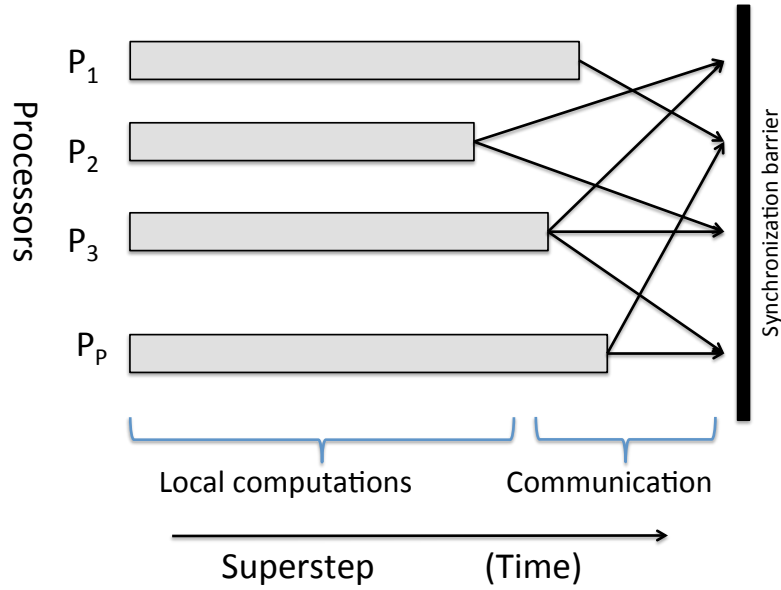 Processors
P₁
P₂
P₃
Pₚ
Synchronization barrier
Local computations
Communication
Superstep (Time)